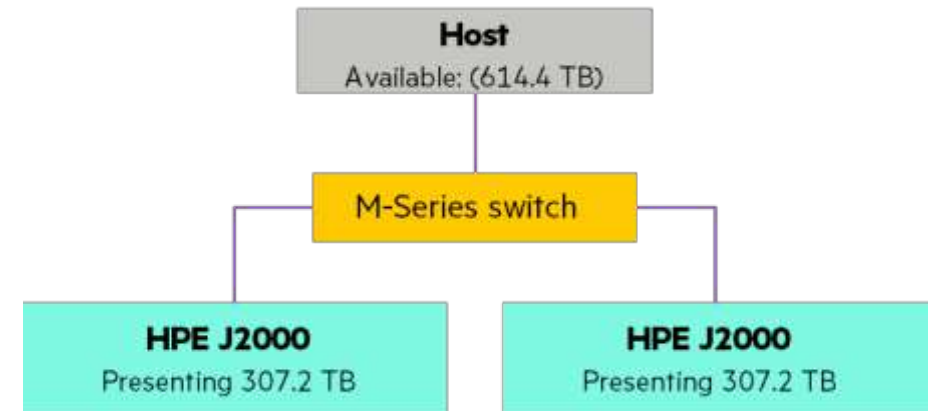 Host
Available: (614.4 TB)
M-Series switch
HPE J2000
Presenting 307.2 TB
HPE J2000
Presenting 307.2 TB